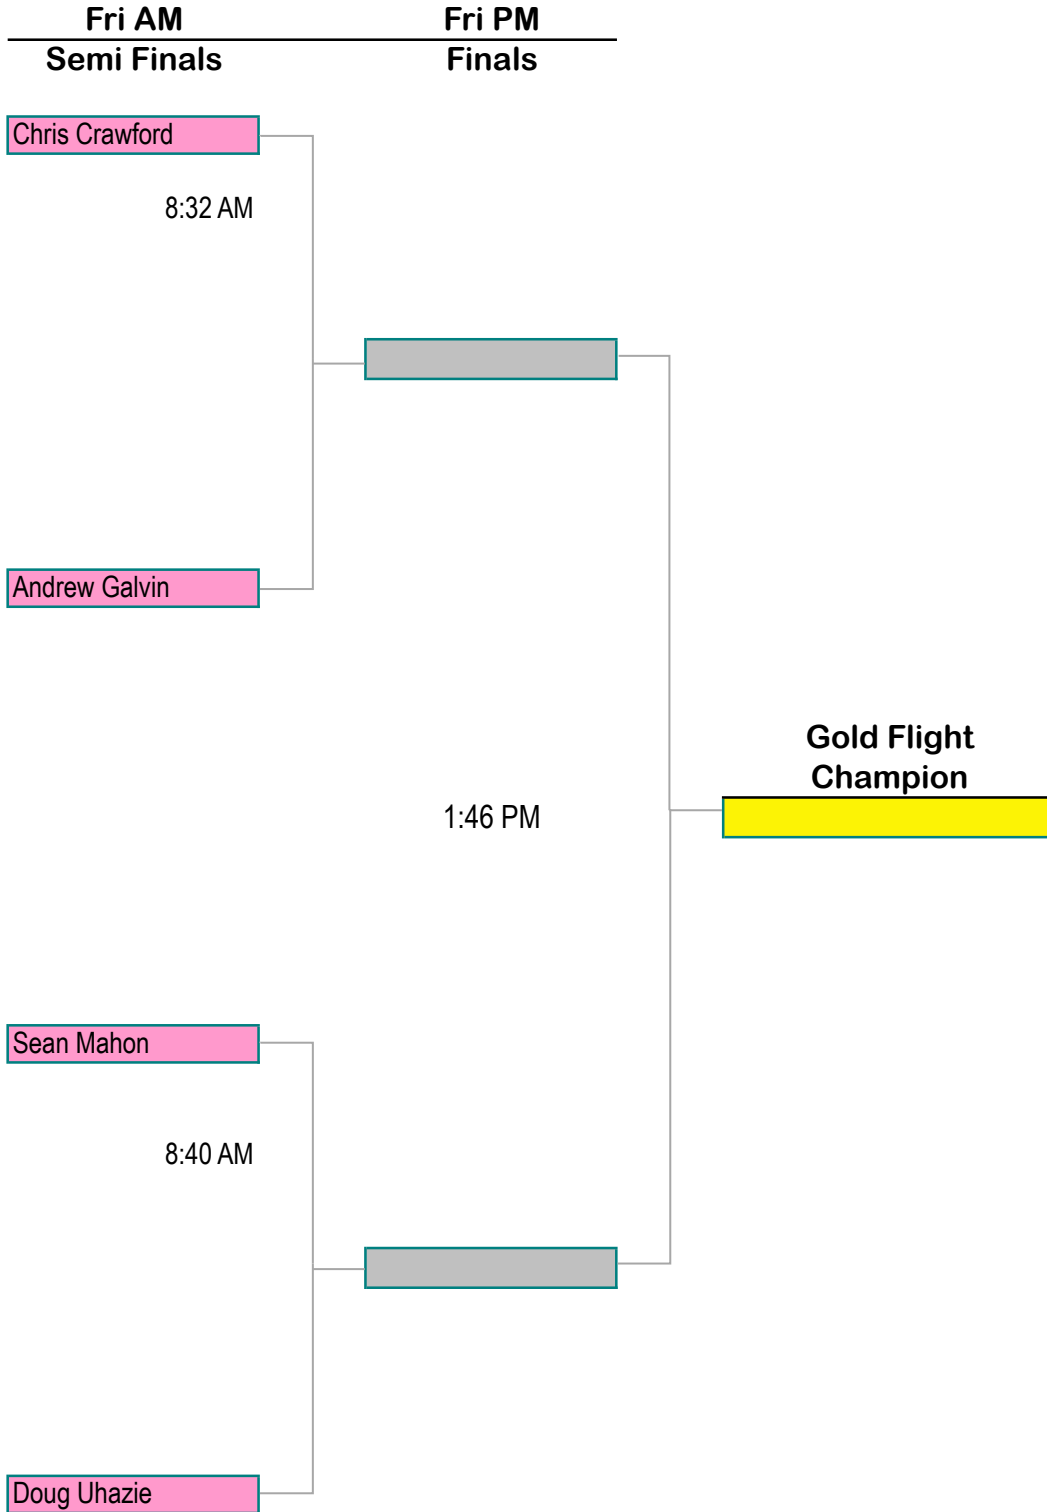 Fri AM
Fri PM
Semi Finals
Finals
Chris Crawford
8:32 AM
Andrew Galvin
Gold Flight
Champion
1:46 PM
Sean Mahon
8:40 AM
Doug Uhazie